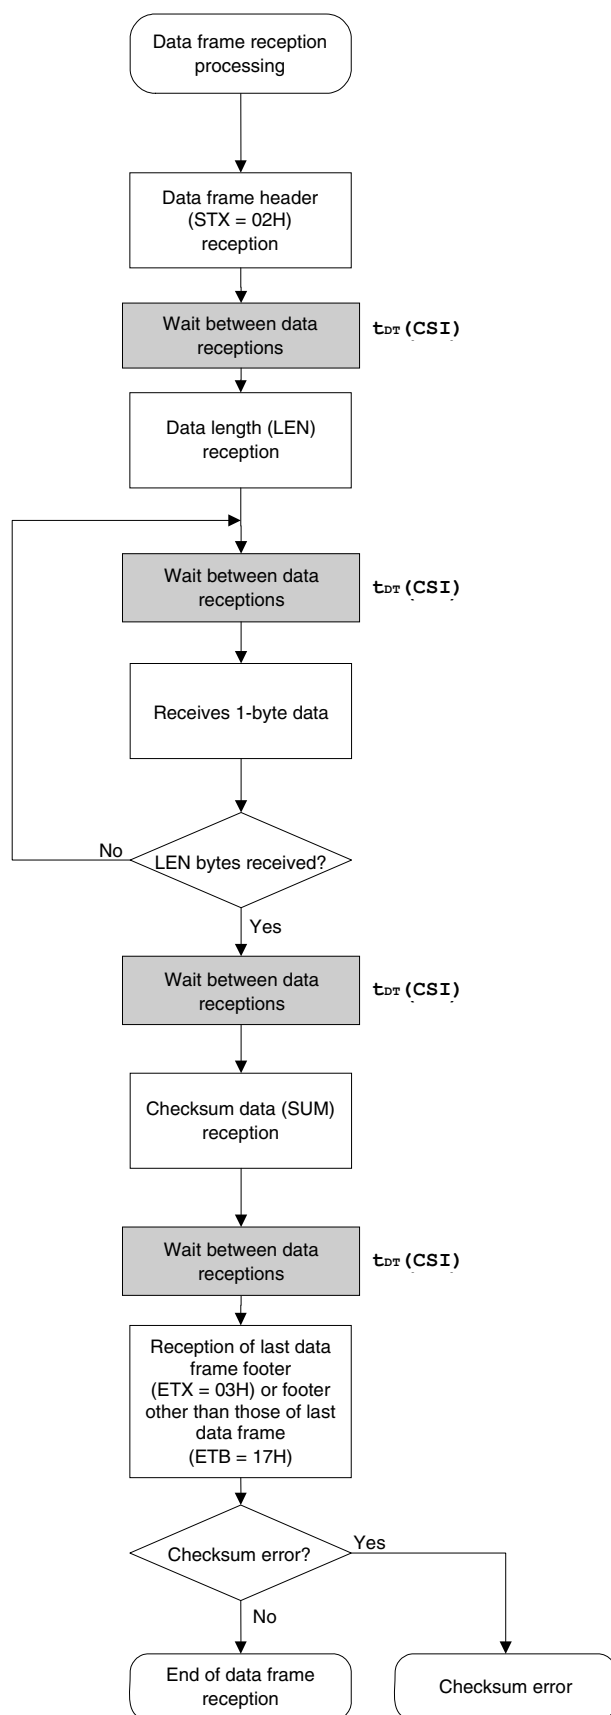 Data frame reception
processing
Data frame header
(STX = 02H)
reception
Wait between data
receptions
tDT(CSI)
Data length (LEN)
reception
Wait between data
receptions
tDT(CSI)
Receives 1-byte data
No
LEN bytes received?
Yes
Wait between data
receptions
tDT(CSI)
Checksum data (SUM)
reception
Wait between data
receptions
tDT(CSI)
Reception of last data
frame footer
(ETX = 03H) or footer
other than those of last
data frame
(ETB = 17H)
Checksum error?
Yes
No
End of data frame
reception
Checksum error